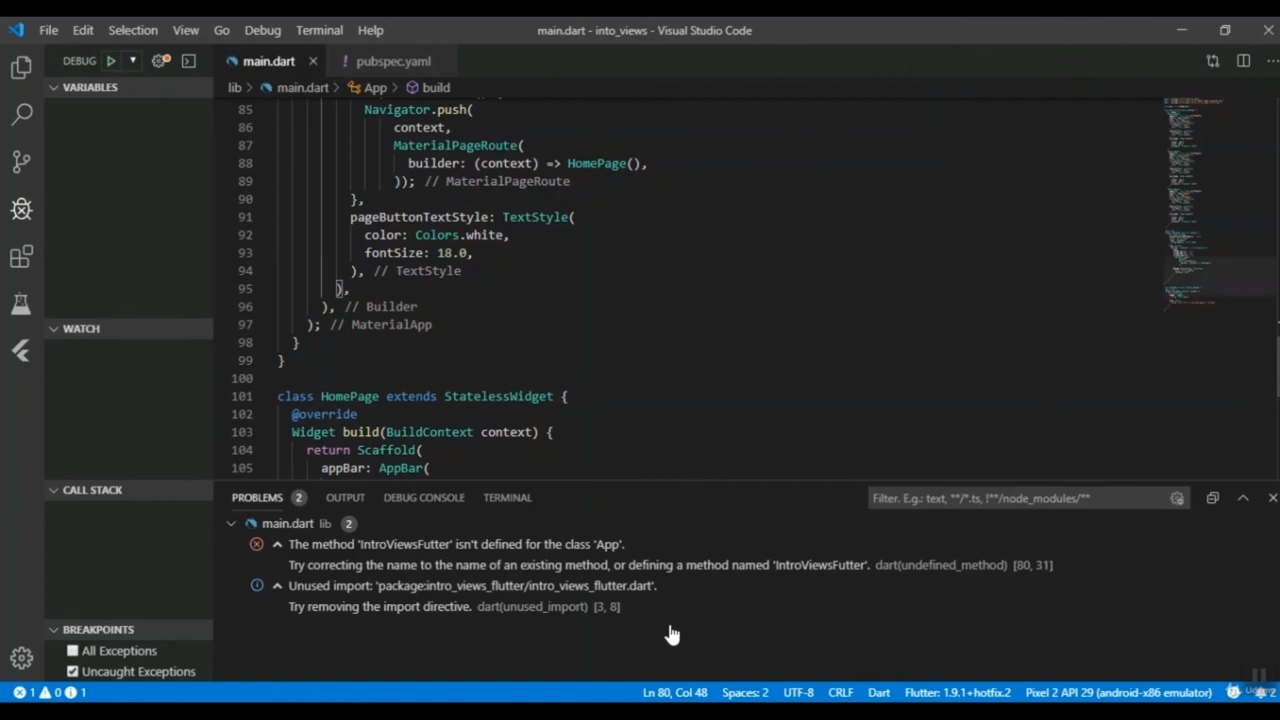 File Edit Selection View Go Debug Terminal Help main.dart - into_views - Visual Studio Code
DEBUG main.dart pubspec.yaml
VARIABLES
lib main.dart App build
85 Navigator.push(
86 context,
87 MaterialPageRoute(
88 builder: (context) => HomePage(),
89 )); // MaterialPageRoute
90 },
91 pageButtonTextStyle: TextStyle(
92 color: Colors.white,
93 fontSize: 18.0,
94 ), // TextStyle
95 ),
96 ), // Builder
97 ); // MaterialApp
98 }
99 }
100
101 class HomePage extends StatelessWidget {
102 @override
103 Widget build(BuildContext context) {
104 return Scaffold(
105 appBar: AppBar(
WATCH
CALL STACK
BREAKPOINTS
All Exceptions
Uncaught Exceptions
PROBLEMS 2 OUTPUT DEBUG CONSOLE TERMINAL Filter. E.g.: text, **/*.ts, !**/node_modules/**
main.dart lib 2
The method 'IntroViewsFutter' isn't defined for the class 'App'.
Try correcting the name to the name of an existing method, or defining a method named 'IntroViewsFutter'. dart(undefined_method) [80, 31]
Unused import: 'package:intro_views_flutter/intro_views_flutter.dart'.
Try removing the import directive. dart(unused_import) [3, 8]
1 0 1 Ln 80, Col 48 Spaces: 2 UTF-8 CRLF Dart Flutter: 1.9.1+hotfix.2 Pixel 2 API 29 (android-x86 emulator) 2